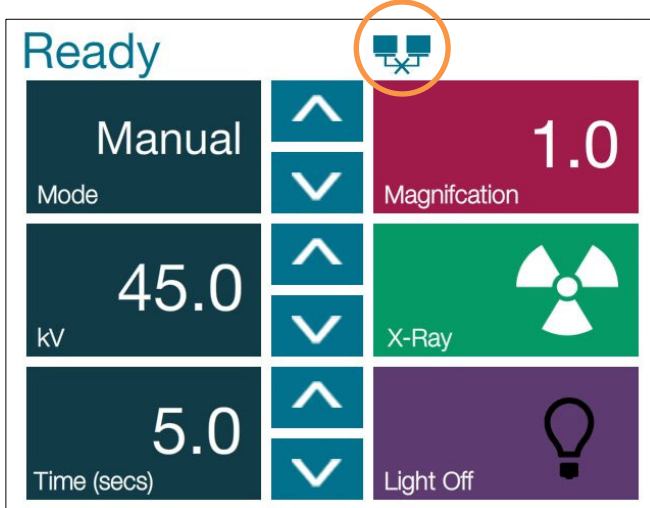 Ready
Manual
Mode
1.0
Magnifcation
45.0
kV
X-Ray
5.0
Time (secs)
Light Off